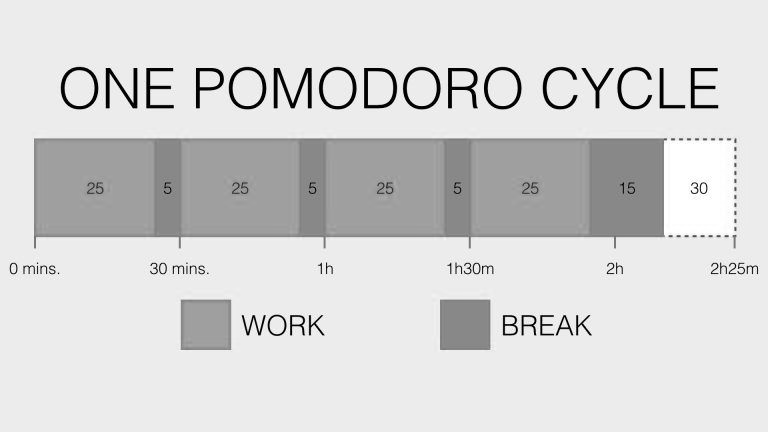 ONE POMODORO CYCLE
25 5 25 5 25 5 25 15 30
0 mins. 30 mins. 1h 1h30m 2h 2h25m
WORK BREAK